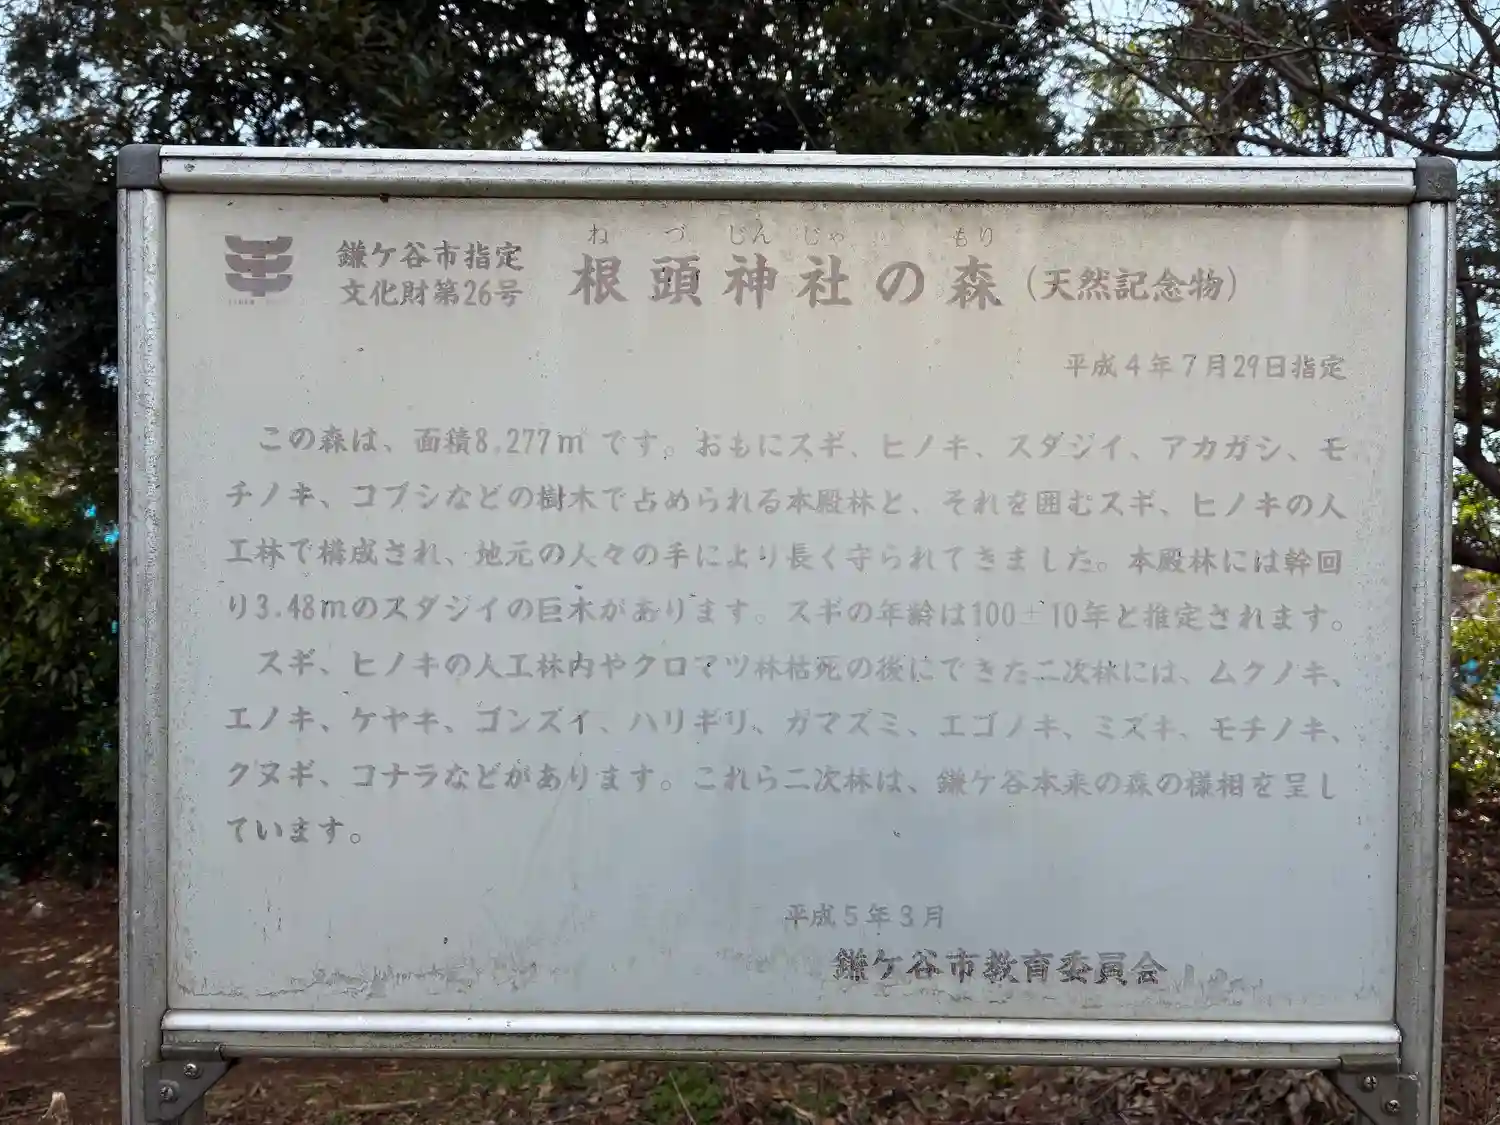 鎌ケ谷市指定
文化財第26号
ね づ じん じゃ もり
根頭神社の森（天然記念物）
平成4年7月29日指定
この森は、面積8,277㎡です。おもにスギ、ヒノキ、スダジイ、アカガシ、モ
チノキ、コブシなどの樹木で占められる本殿林と、それを囲むスギ、ヒノキの人
工林で構成され、地元の人々の手により長く守られてきました。本殿林には幹回
り3.48mのスダジイの巨木があります。スギの年齢は100±10年と推定されます。
スギ、ヒノキの人工林内やクロマツ林枯死の後にできた二次林には、ムクノキ、
エノキ、ケヤキ、ゴンズイ、ハリギリ、ガマズミ、エゴノキ、ミズキ、モチノキ、
クヌギ、コナラなどがあります。これら二次林は、鎌ケ谷本来の森の様相を呈し
ています。
平成5年3月
鎌ケ谷市教育委員会